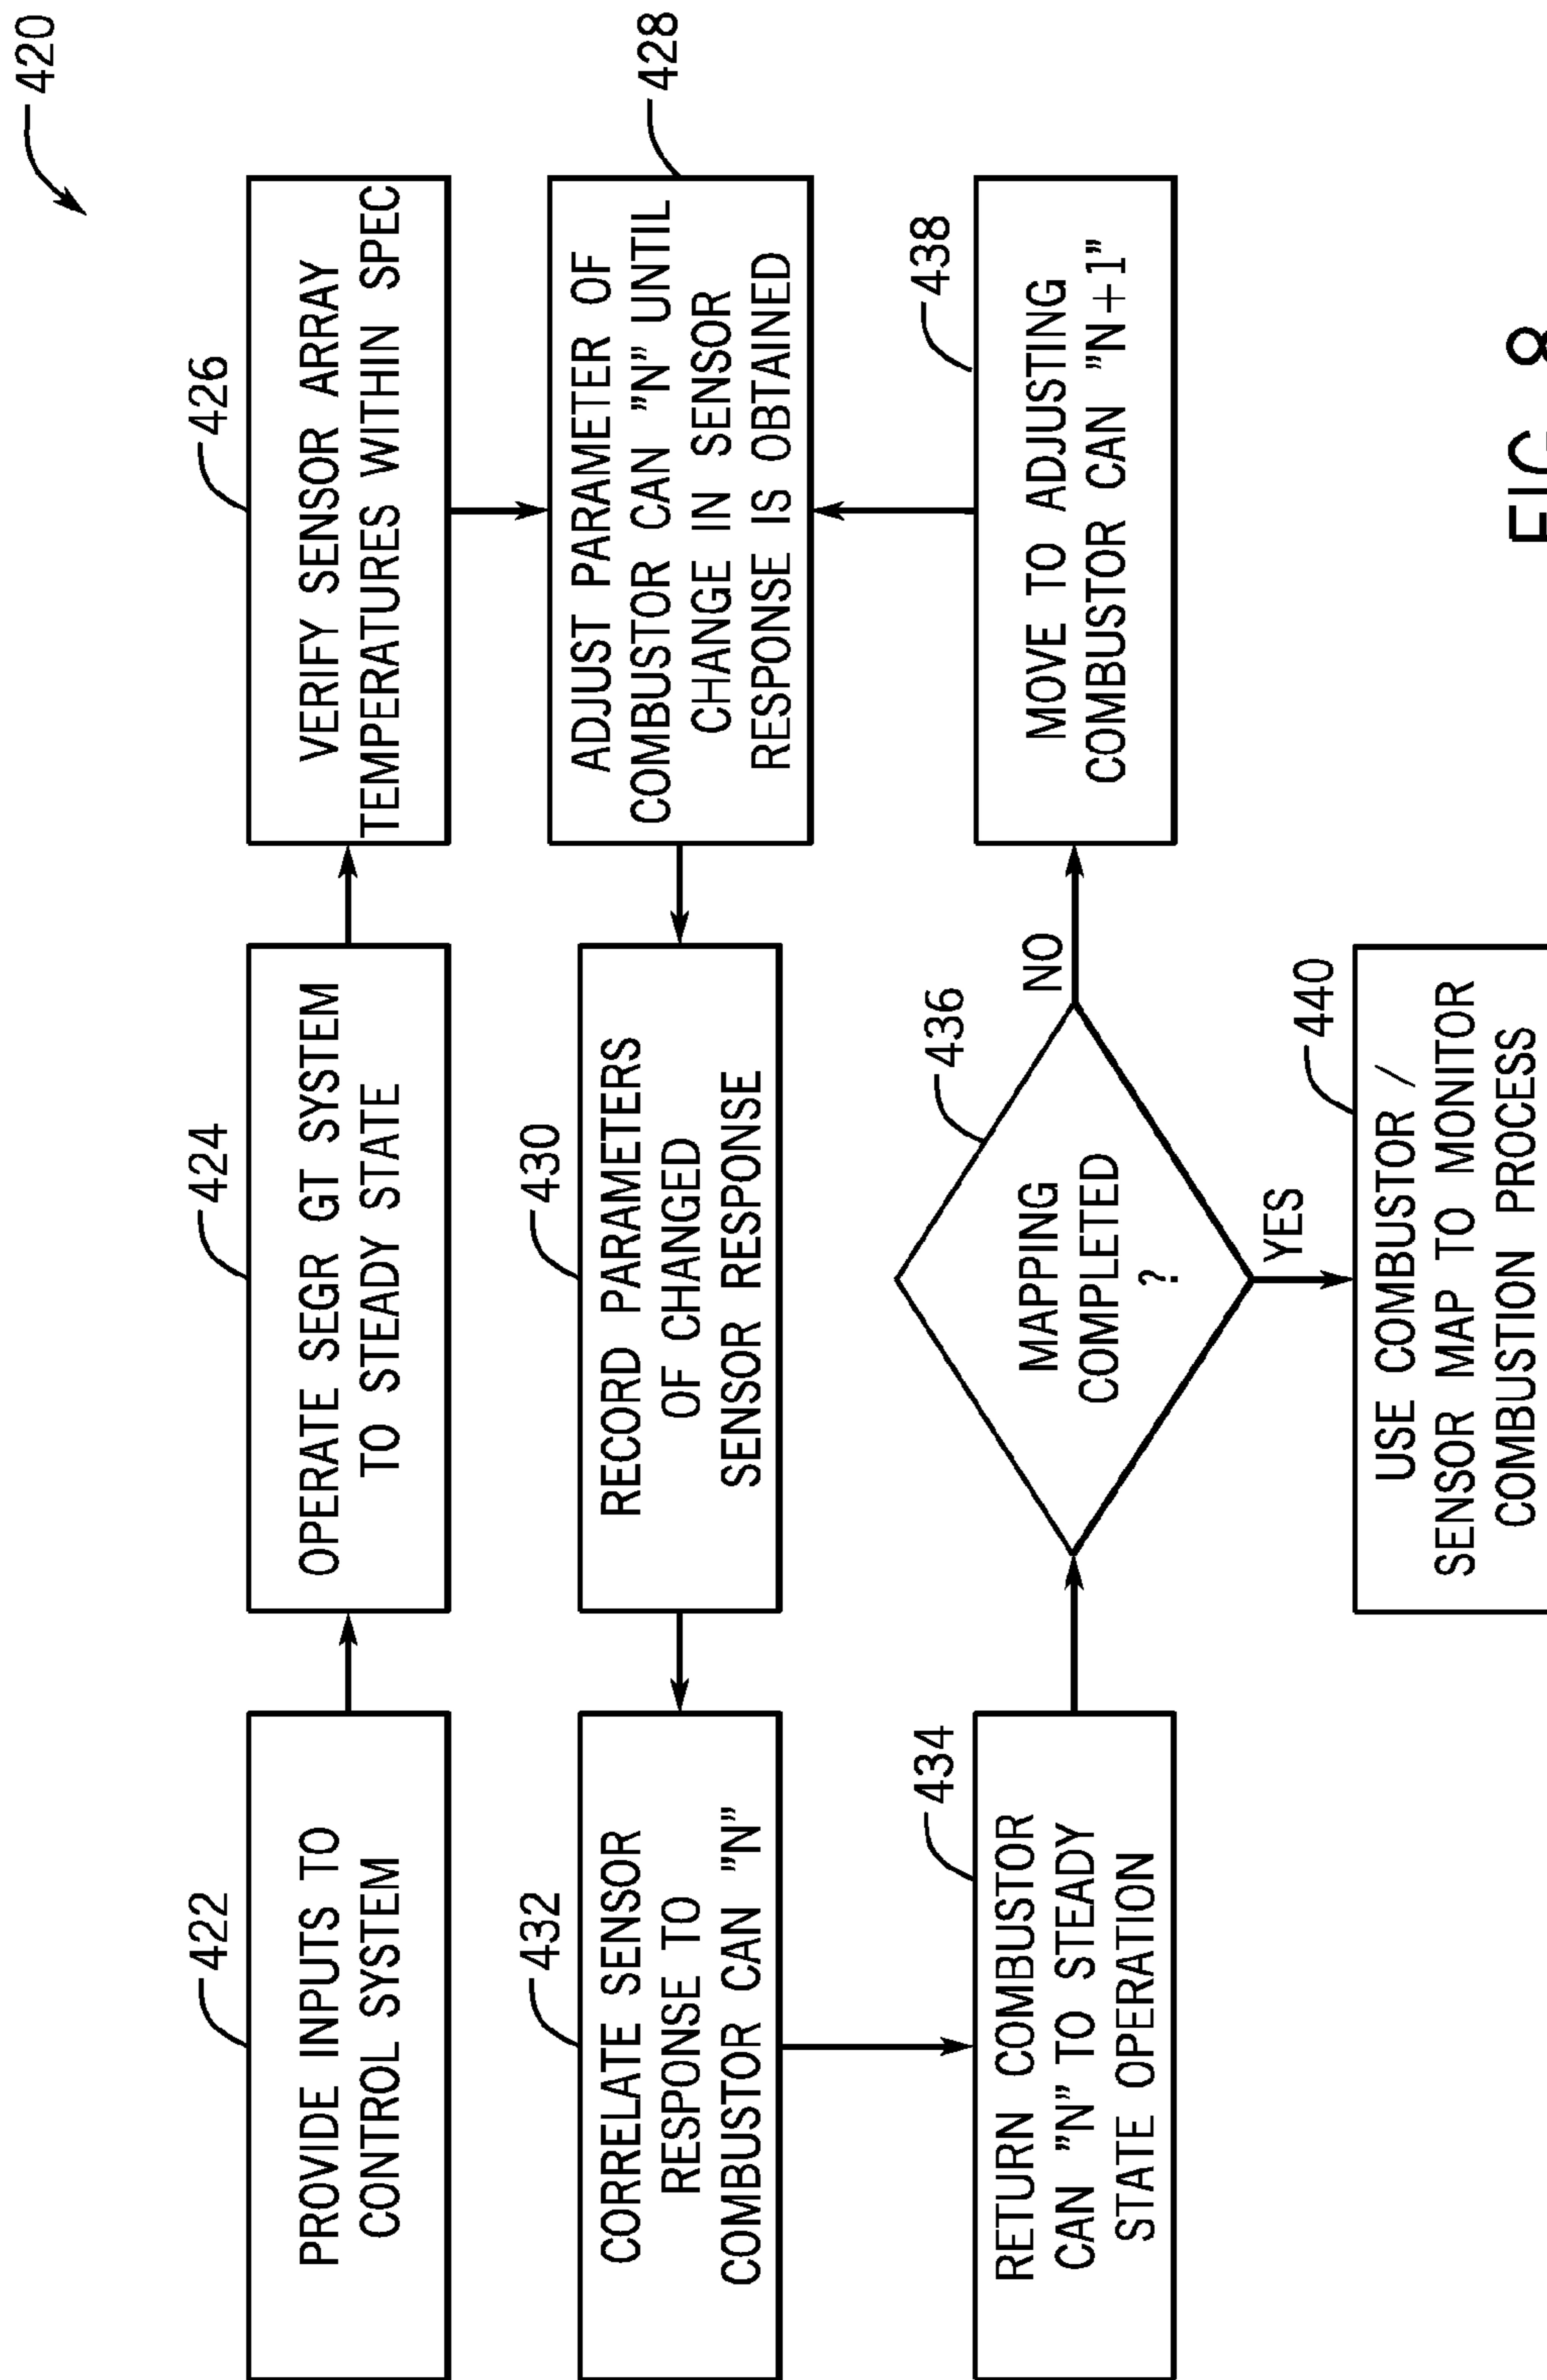 420
422
PROVIDE INPUTS TO
CONTROL SYSTEM
424
OPERATE SEGR GT SYSTEM
TO STEADY STATE
426
VERIFY SENSOR ARRAY
TEMPERATURES WITHIN SPEC
428
ADJUST PARAMETER OF
COMBUSTOR CAN "N" UNTIL
CHANGE IN SENSOR
RESPONSE IS OBTAINED
430
RECORD PARAMETERS
OF CHANGED
SENSOR RESPONSE
432
CORRELATE SENSOR
RESPONSE TO
COMBUSTOR CAN "N"
434
RETURN COMBUSTOR
CAN "N" TO STEADY
STATE OPERATION
436
MAPPING
COMPLETED
?
NO
YES
438
MOVE TO ADJUSTING
COMBUSTOR CAN "N+1"
440
USE COMBUSTOR /
SENSOR MAP TO MONITOR
COMBUSTION PROCESS
FIG. 8